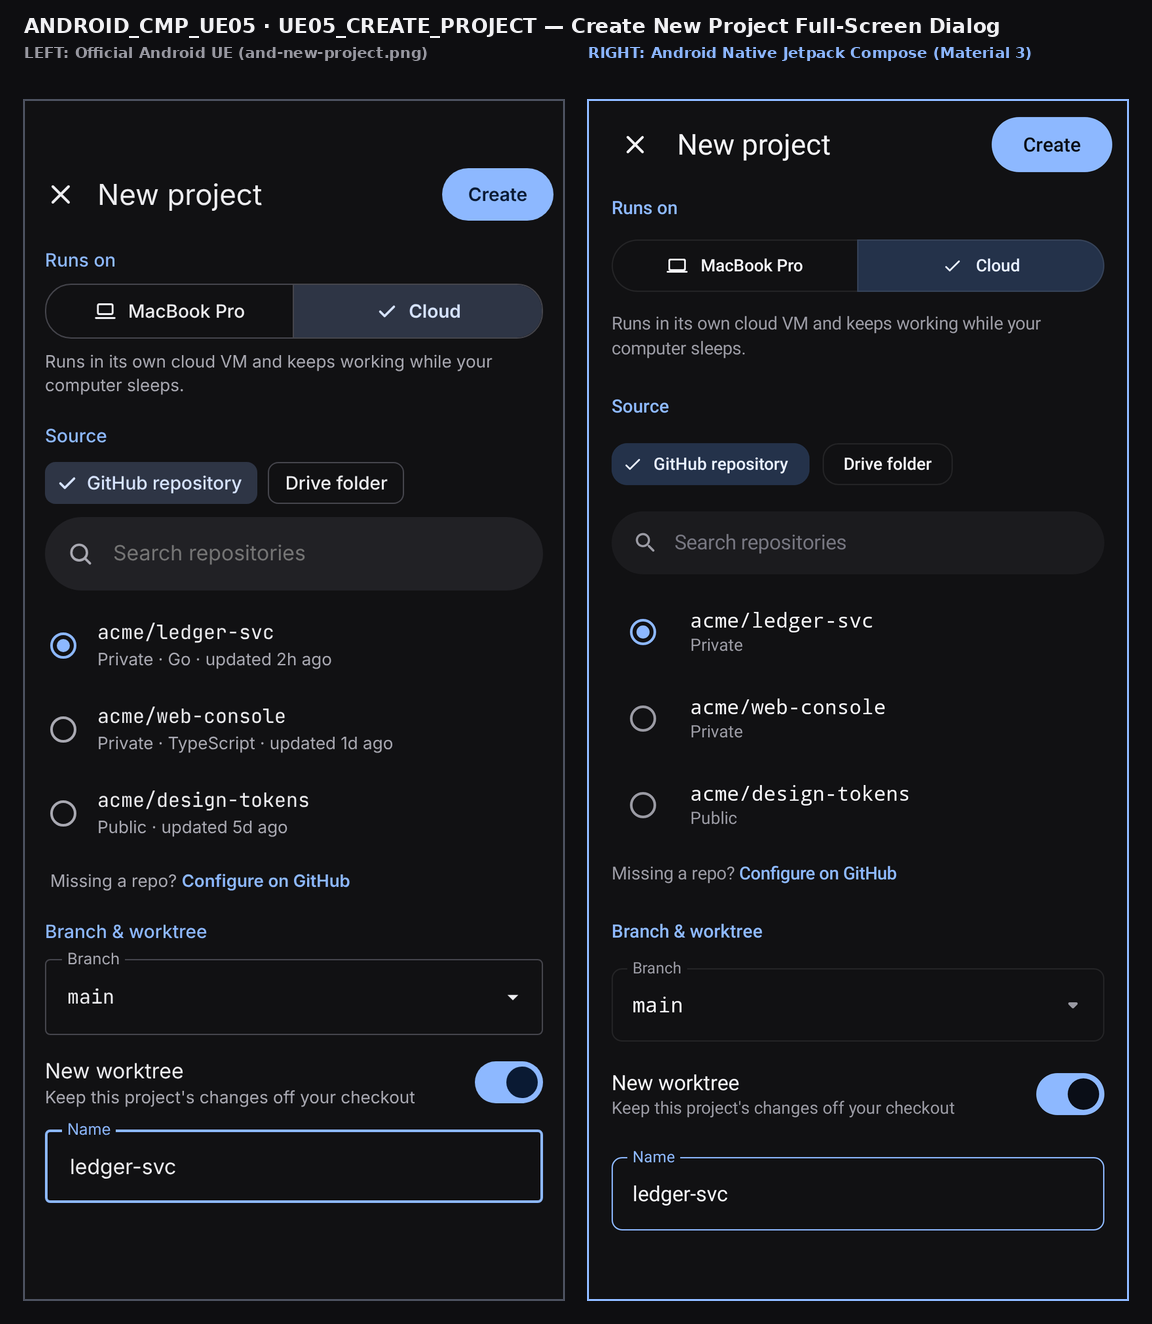 ANDROID_CMP_UE05 · UE05_CREATE_PROJECT — Create New Project Full-Screen Dialog
LEFT: Official Android UE (and-new-project.png)
New project
Create
Runs on
MacBook Pro
Cloud
Runs in its own cloud VM and keeps working while your
computer sleeps.
Source
GitHub repository
Drive folder
Search repositories
acme/ledger-svc
Private · Go · updated 2h ago
acme/web-console
Private · TypeScript · updated 1d ago
acme/design-tokens
Public · updated 5d ago
Missing a repo? Configure on GitHub
Branch & worktree
Branch
main
New worktree
Keep this project's changes off your checkout
Name
ledger-svc
RIGHT: Android Native Jetpack Compose (Material 3)
New project
Create
Runs on
MacBook Pro
Cloud
Runs in its own cloud VM and keeps working while your
computer sleeps.
Source
GitHub repository
Drive folder
Search repositories
acme/ledger-svc
Private
acme/web-console
Private
acme/design-tokens
Public
Missing a repo? Configure on GitHub
Branch & worktree
Branch
main
New worktree
Keep this project's changes off your checkout
Name
ledger-svc